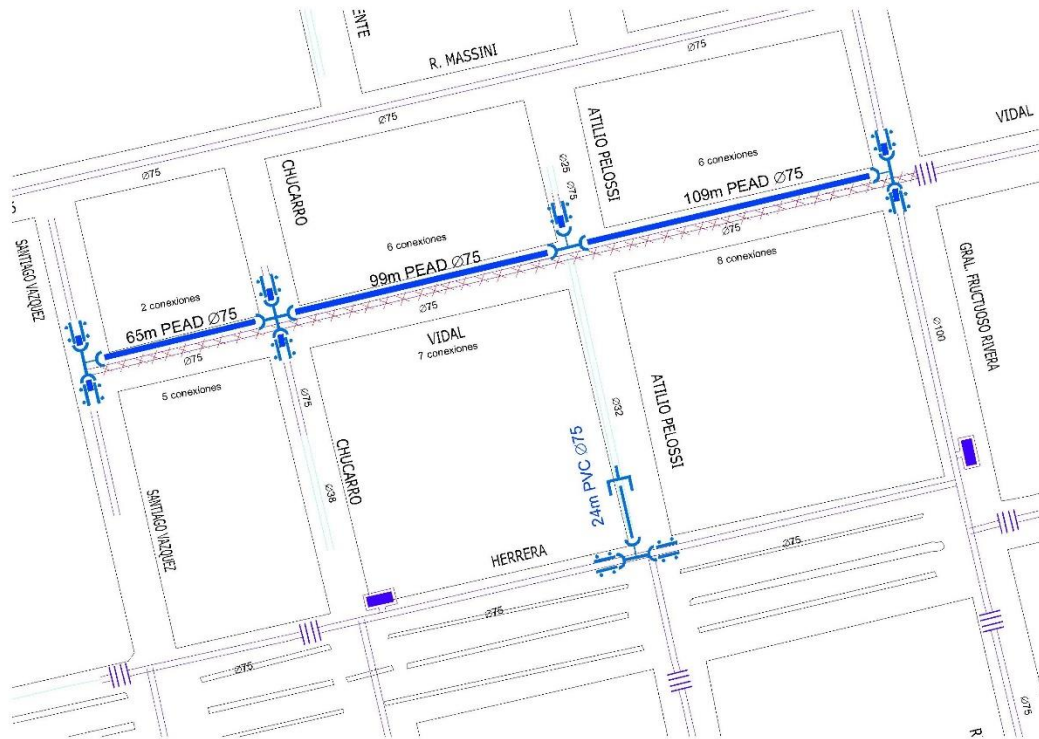 ENTE
R. MASSINI
Ø75
Ø75
Ø75
VIDAL
ATILIO PELOSSI
6 conexiones
109m PEAD Ø75
Ø25
Ø75
CHUCARRO
6 conexiones
99m PEAD Ø75
Ø75
8 conexiones
SANTIAGO VAZQUEZ
2 conexiones
65m PEAD Ø75
Ø75
Ø75
VIDAL
7 conexiones
5 conexiones
GRAL. FRUCTUOSO RIVERA
Ø100
Ø75
Ø32
ATILIO PELOSSI
CHUCARRO
Ø38
24m PVC Ø75
SANTIAGO VAZQUEZ
HERRERA
Ø75
Ø75
Ø75
Ø75
R